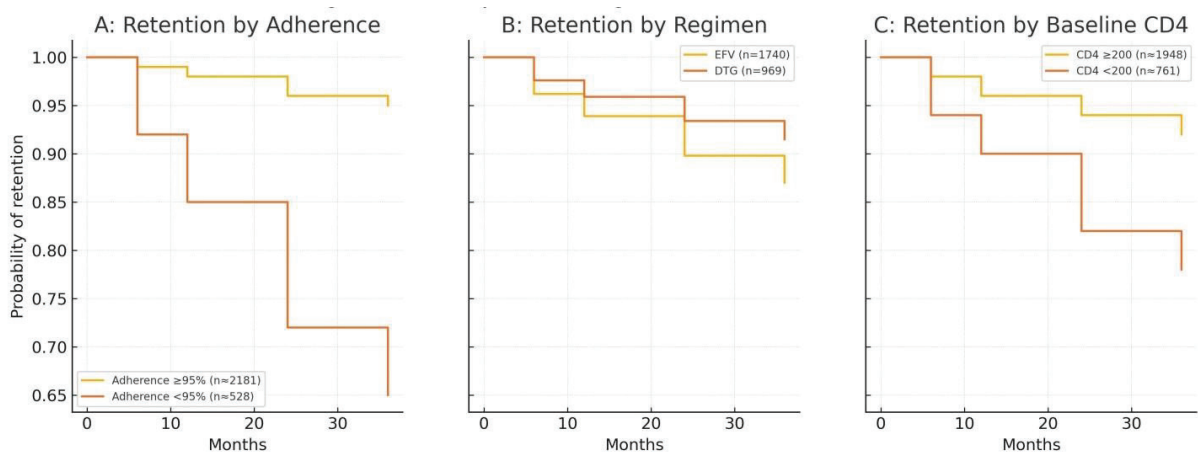 A: Retention by Adherence
1.00
0.95
0.90
0.85
0.80
0.75
0.70
0.65
Probability of retention
Adherence ≥95% (n≈2181)
Adherence <95% (n≈528)
0
10
20
30
Months
B: Retention by Regimen
EFV (n=1740)
DTG (n=969)
0
10
20
30
Months
C: Retention by Baseline CD4
CD4 ≥200 (n≈1948)
CD4 <200 (n≈761)
0
10
20
30
Months